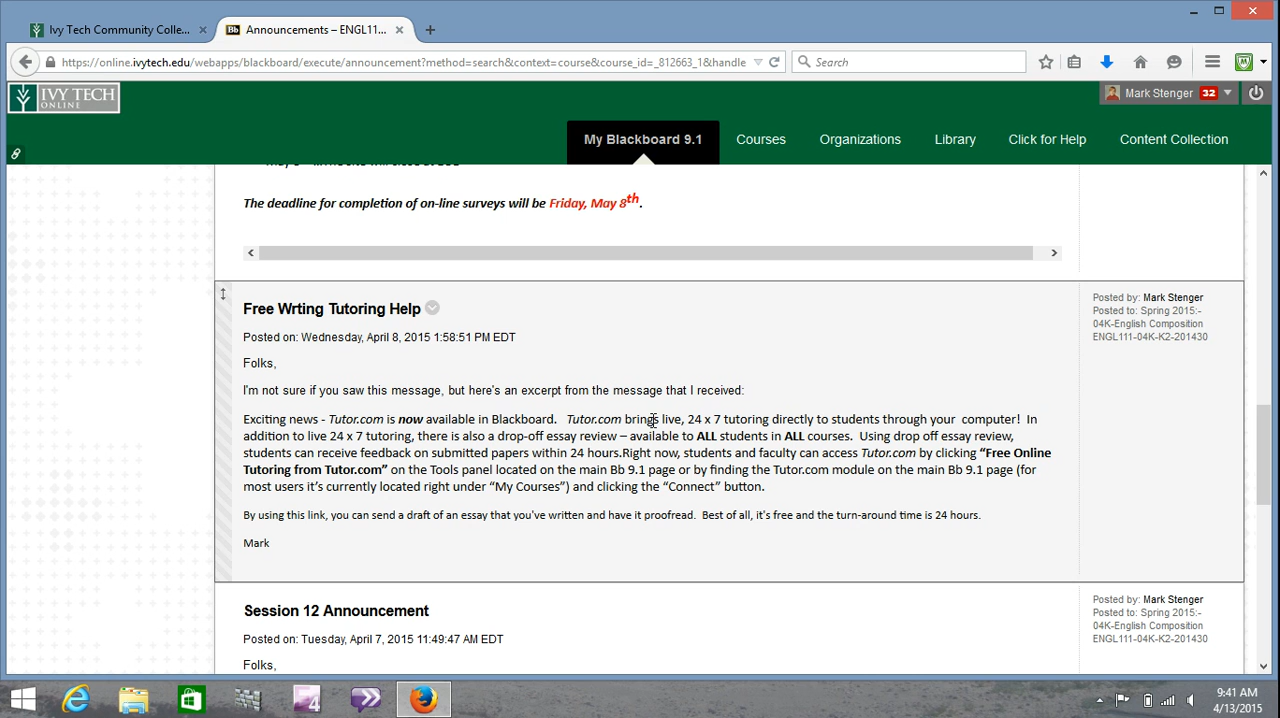 Ivy Tech Community Colle...
Bb Announcements – ENGL11...
https://online.ivytech.edu/webapps/blackboard/execute/announcement?method=search&context=course&course_id=_812663_1&handle
Search
IVY TECH
ONLINE
Mark Stenger 32
My Blackboard 9.1 Courses Organizations Library Click for Help Content Collection
The deadline for completion of on-line surveys will be Friday, May 8th.
Free Wrting Tutoring Help
Posted on: Wednesday, April 8, 2015 1:58:51 PM EDT
Folks,
I'm not sure if you saw this message, but here's an excerpt from the message that I received:
Exciting news - Tutor.com is now available in Blackboard. Tutor.com brings live, 24 x 7 tutoring directly to students through your computer! In
addition to live 24 x 7 tutoring, there is also a drop-off essay review – available to ALL students in ALL courses. Using drop off essay review,
students can receive feedback on submitted papers within 24 hours.Right now, students and faculty can access Tutor.com by clicking “Free Online
Tutoring from Tutor.com” on the Tools panel located on the main Bb 9.1 page or by finding the Tutor.com module on the main Bb 9.1 page (for
most users it’s currently located right under “My Courses”) and clicking the “Connect” button.
By using this link, you can send a draft of an essay that you've written and have it proofread. Best of all, it's free and the turn-around time is 24 hours.
Mark
Posted by: Mark Stenger
Posted to: Spring 2015:-
04K-English Composition
ENGL111-04K-K2-201430
Session 12 Announcement
Posted on: Tuesday, April 7, 2015 11:49:47 AM EDT
Folks,
Posted by: Mark Stenger
Posted to: Spring 2015:-
04K-English Composition
ENGL111-04K-K2-201430
9:41 AM
4/13/2015